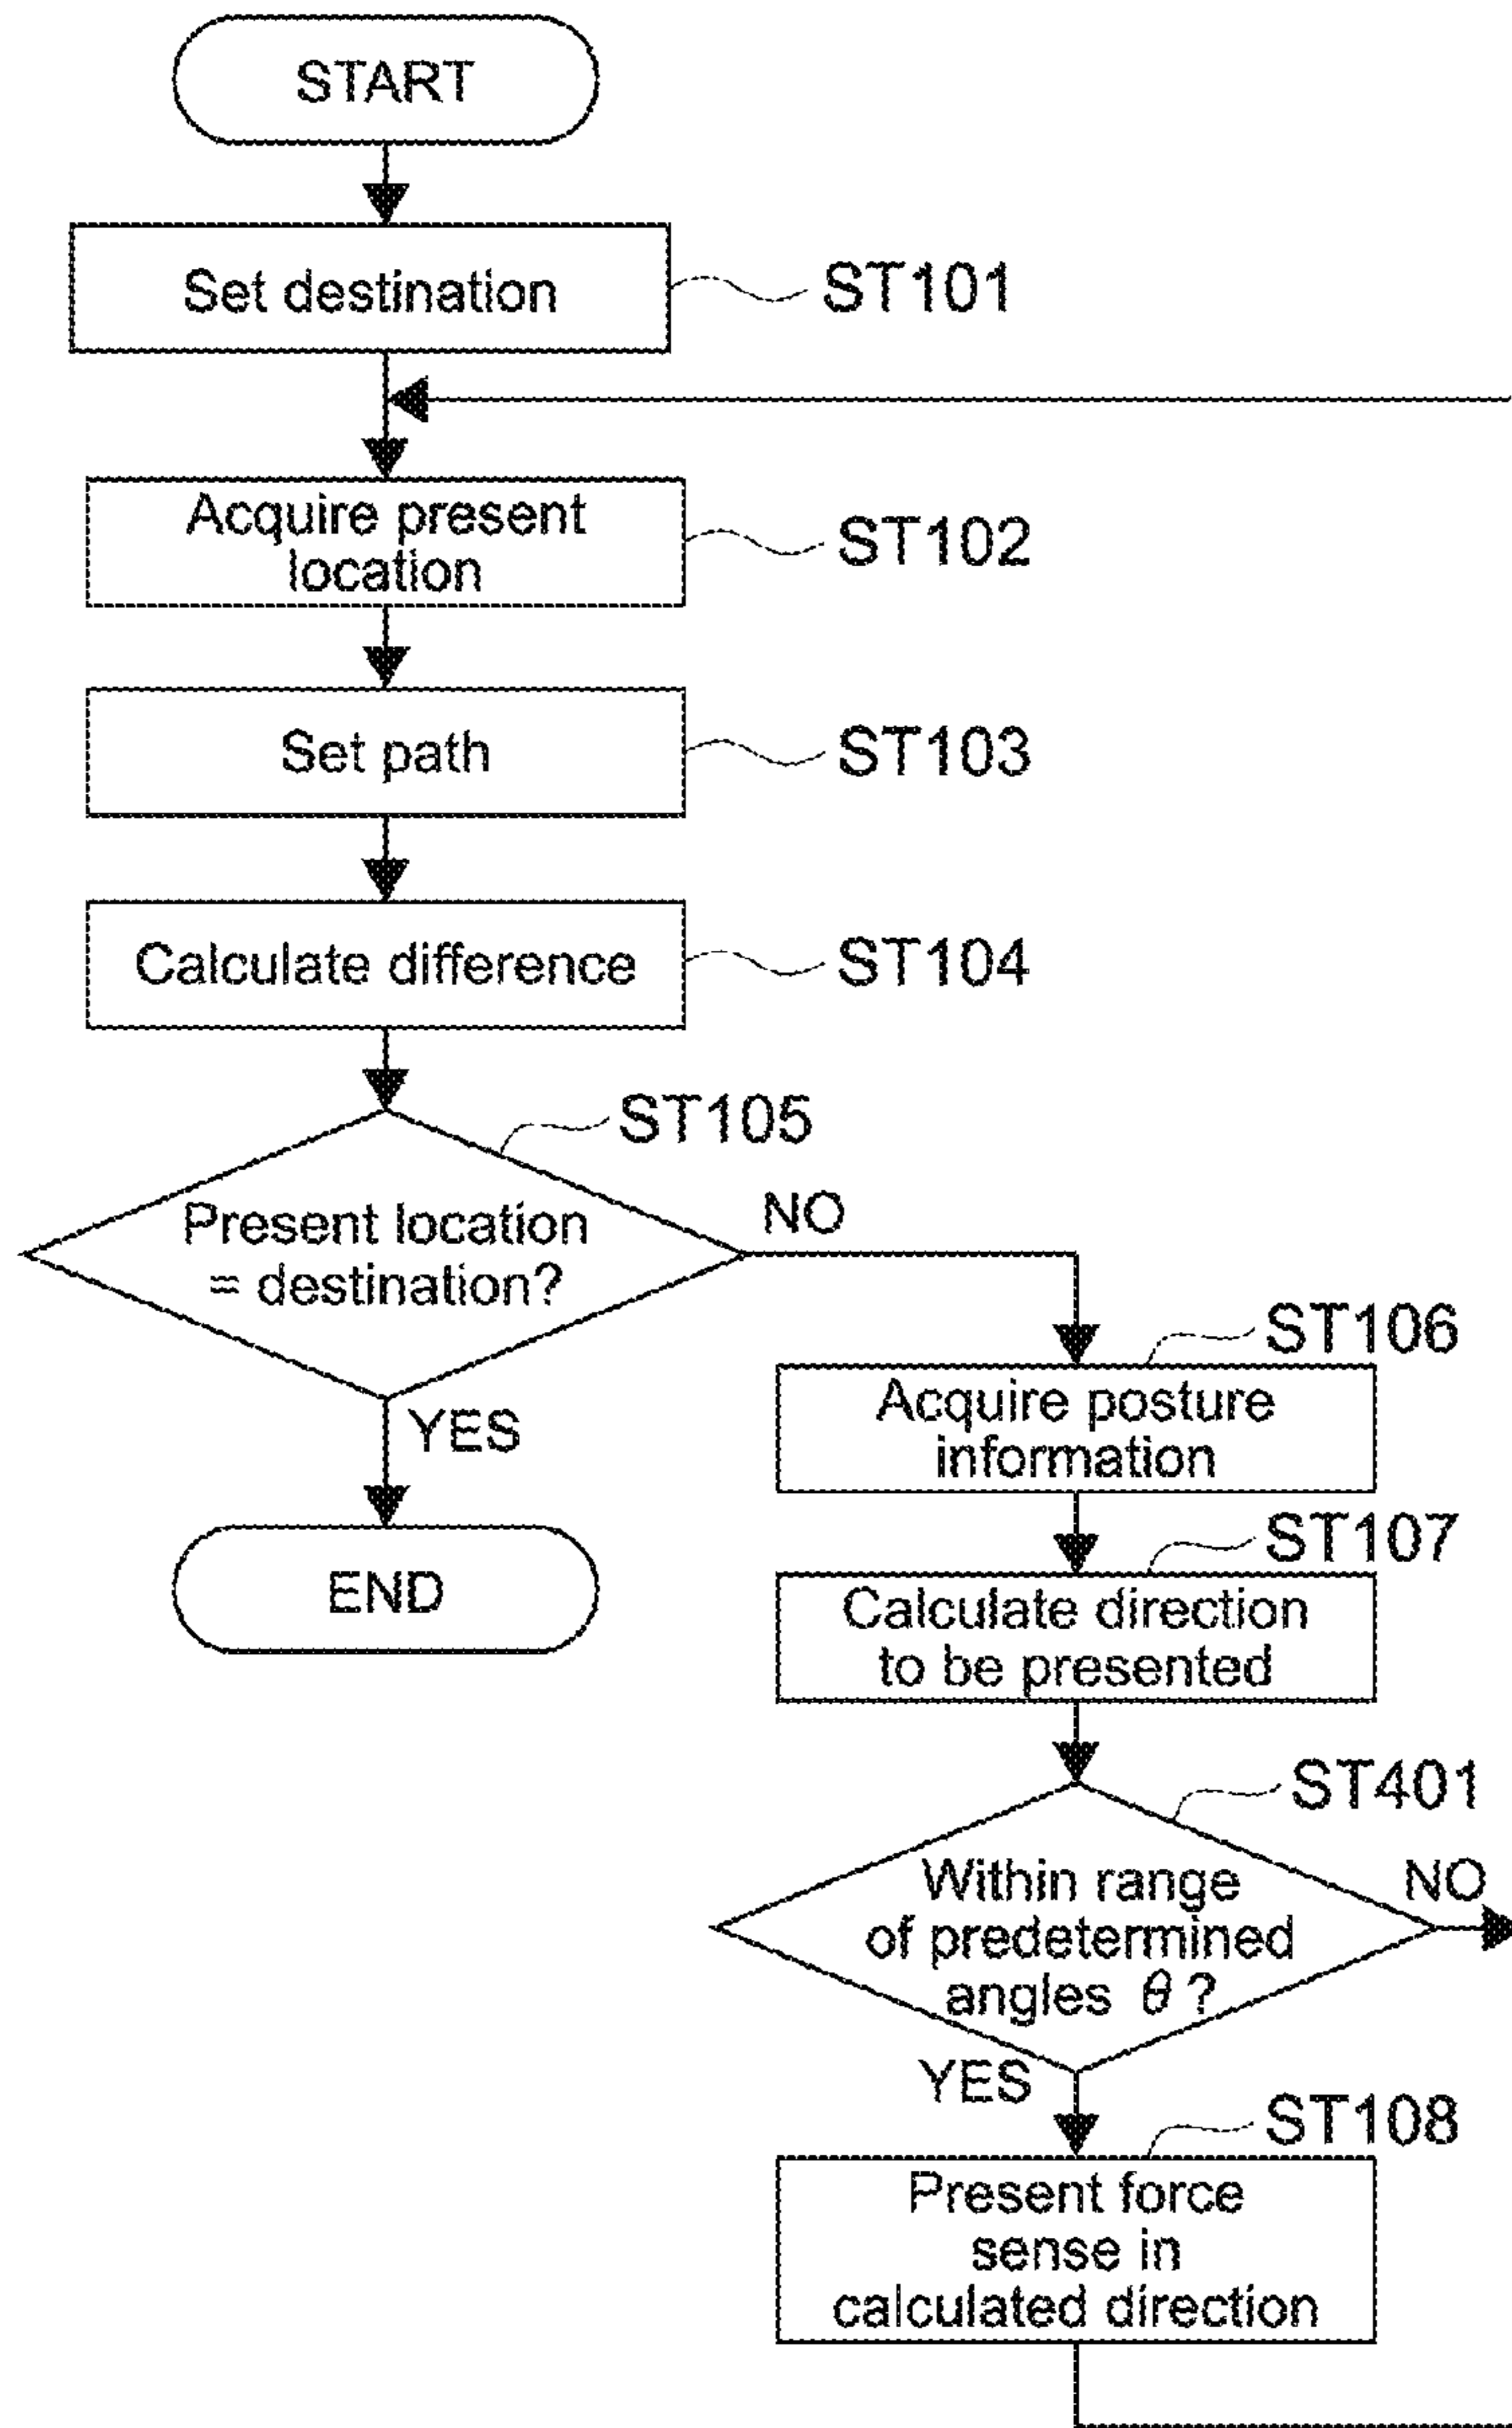 START
Set destination
ST101
Acquire present
location
ST102
Set path
ST103
Calculate difference
ST104
ST105
Present location
= destination?
NO
YES
END
ST106
Acquire posture
information
ST107
Calculate direction
to be presented
ST401
Within range
of predetermined
angles θ ?
NO
YES
ST108
Present force
sense in
calculated direction